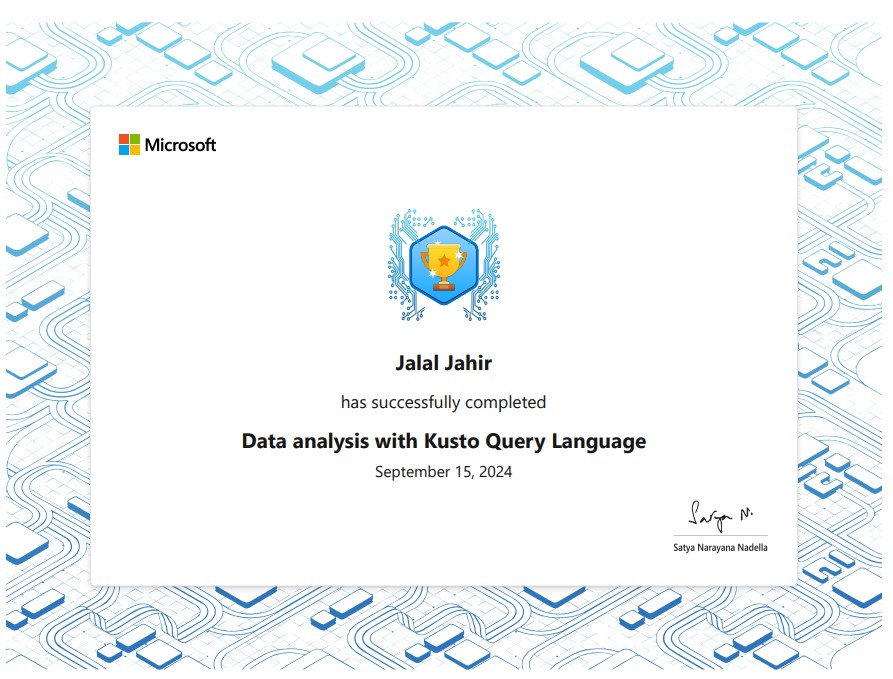 Microsoft
Jalal Jahir
has successfully completed
Data analysis with Kusto Query Language
September 15, 2024
Satya N.
Satya Narayana Nadella